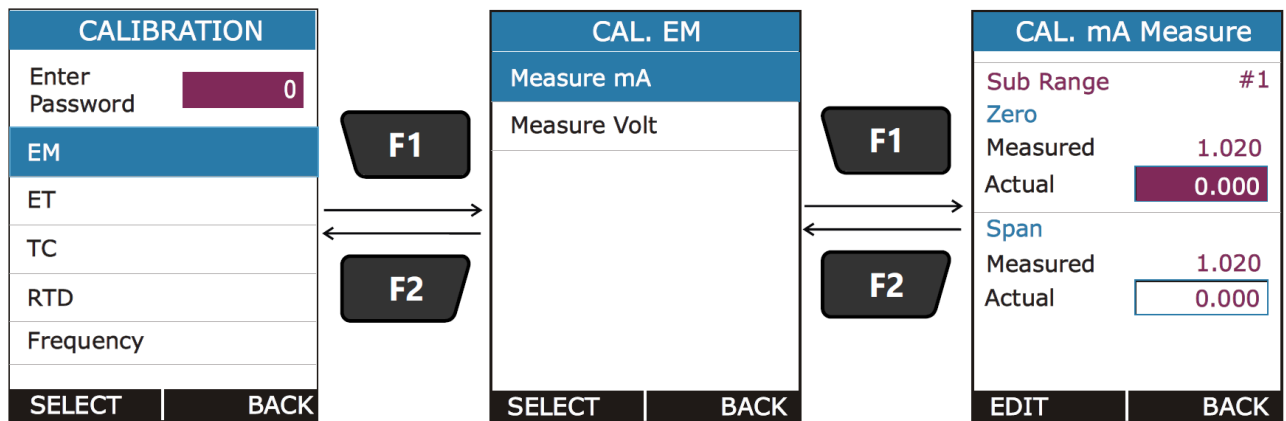 CALIBRATION
Enter
Password
0
EM
ET
TC
RTD
Frequency
SELECT BACK
F1
F2
CAL. EM
Measure mA
Measure Volt
SELECT BACK
F1
F2
CAL. mA Measure
Sub Range #1
Zero
Measured 1.020
Actual 0.000
Span
Measured 1.020
Actual 0.000
EDIT BACK